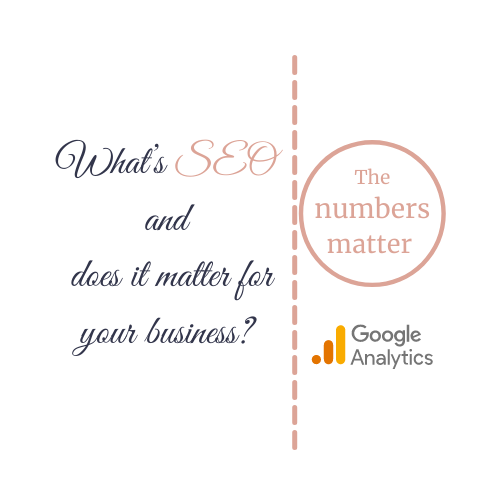 What's SEO
and
does it matter for
your business?
The
numbers
matter
Google
Analytics